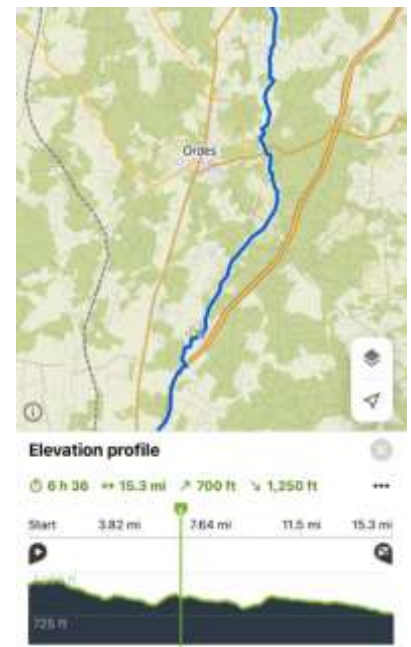 Ordes
Elevation profile
6 h 36 15.3 mi 700 ft 1,250 ft
Start 3.82 mi 7.64 mi 11.5 mi 15.3 mi
725 ft